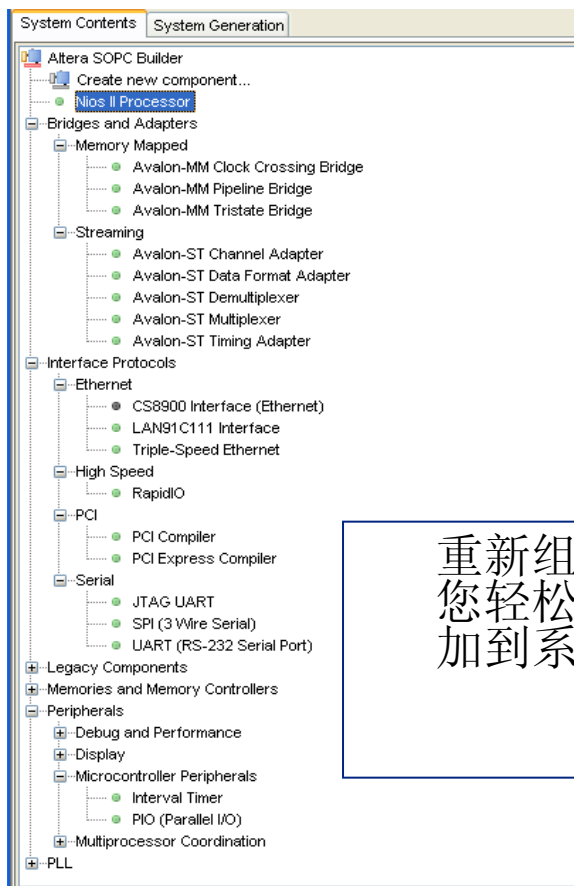 System Contents
System Generation
Altera SOPC Builder
Create new component...
Nios II Processor
Bridges and Adapters
Memory Mapped
Avalon-MM Clock Crossing Bridge
Avalon-MM Pipeline Bridge
Avalon-MM Tristate Bridge
Streaming
Avalon-ST Channel Adapter
Avalon-ST Data Format Adapter
Avalon-ST Demultiplexer
Avalon-ST Multiplexer
Avalon-ST Timing Adapter
Interface Protocols
Ethernet
CS8900 Interface (Ethernet)
LAN91C111 Interface
Triple-Speed Ethernet
High Speed
RapidIO
PCI
PCI Compiler
PCI Express Compiler
Serial
JTAG UART
SPI (3 Wire Serial)
UART (RS-232 Serial Port)
Legacy Components
Memories and Memory Controllers
Peripherals
Debug and Performance
Display
Microcontroller Peripherals
Interval Timer
PIO (Parallel I/O)
Multiprocessor Coordination
PLL
重新组
您轻松
加到系